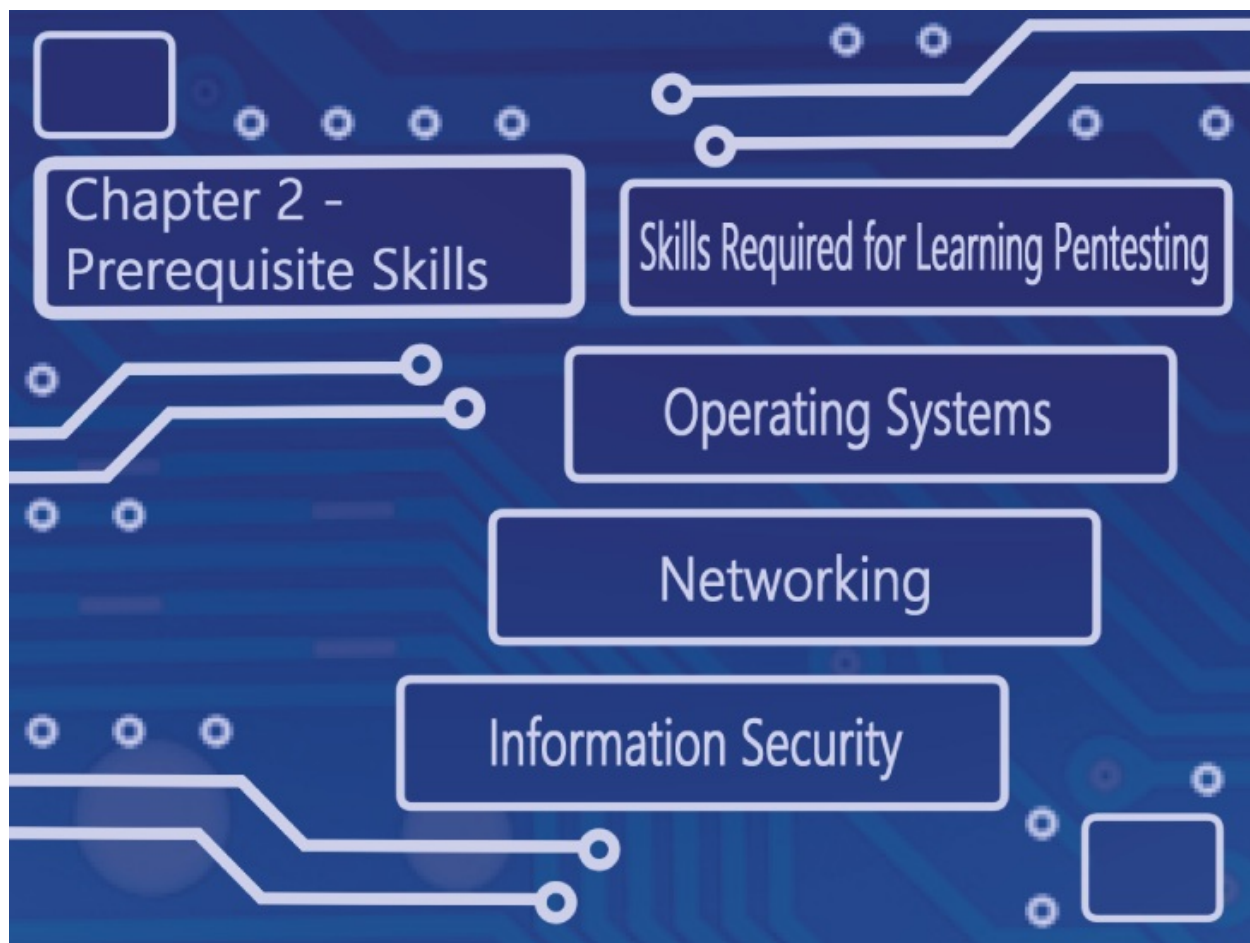 Chapter 2 -
Prerequisite Skills
Skills Required for Learning Pentesting
Operating Systems
Networking
Information Security